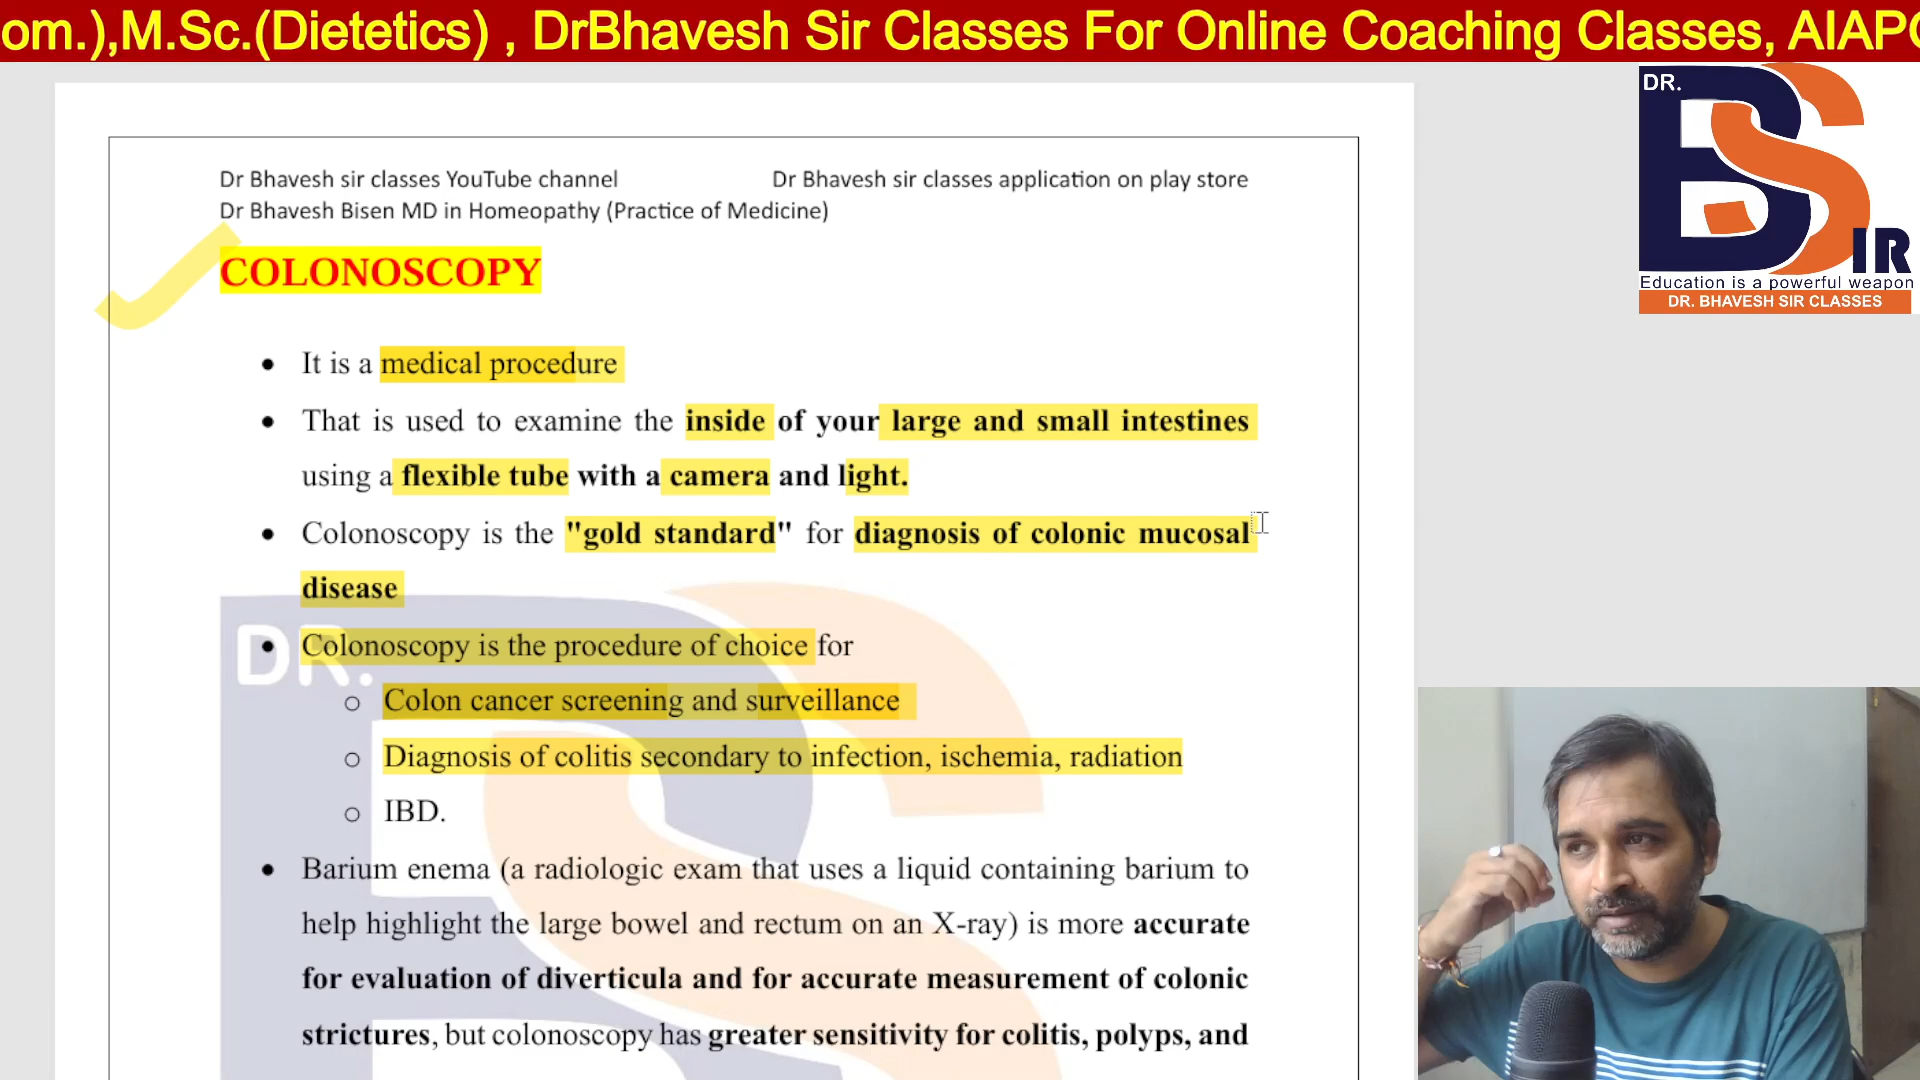 om.),M.Sc.(Dietetics) , DrBhavesh Sir Classes For Online Coaching Classes, AIAPG
DR.
BS
IR
Education is a powerful weapon
DR. BHAVESH SIR CLASSES
Dr Bhavesh sir classes YouTube channel Dr Bhavesh sir classes application on play store
Dr Bhavesh Bisen MD in Homeopathy (Practice of Medicine)
COLONOSCOPY
• It is a medical procedure
• That is used to examine the inside of your large and small intestines
using a flexible tube with a camera and light.
• Colonoscopy is the "gold standard" for diagnosis of colonic mucosal
disease
DR.
• Colonoscopy is the procedure of choice for
o Colon cancer screening and surveillance
o Diagnosis of colitis secondary to infection, ischemia, radiation
o IBD.
• Barium enema (a radiologic exam that uses a liquid containing barium to
help highlight the large bowel and rectum on an X-ray) is more accurate
for evaluation of diverticula and for accurate measurement of colonic
strictures, but colonoscopy has greater sensitivity for colitis, polyps, and